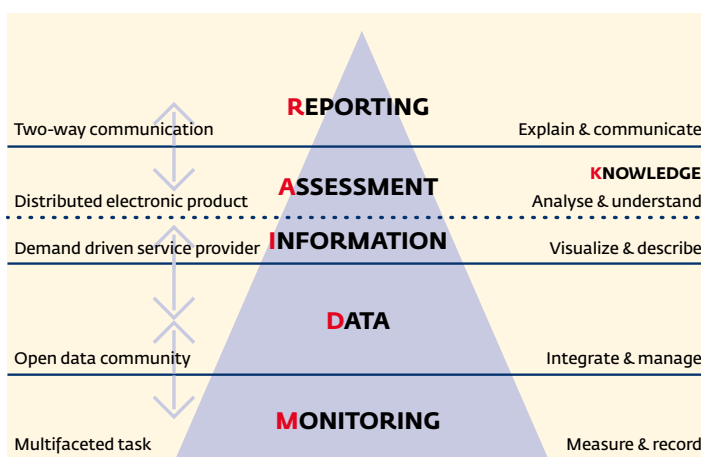 REPORTING
Two-way communication
Explain & communicate
KNOWLEDGE
ASSESSMENT
Distributed electronic product
Analyse & understand
INFORMATION
Demand driven service provider
Visualize & describe
DATA
Open data community
Integrate & manage
MONITORING
Multifaceted task
Measure & record